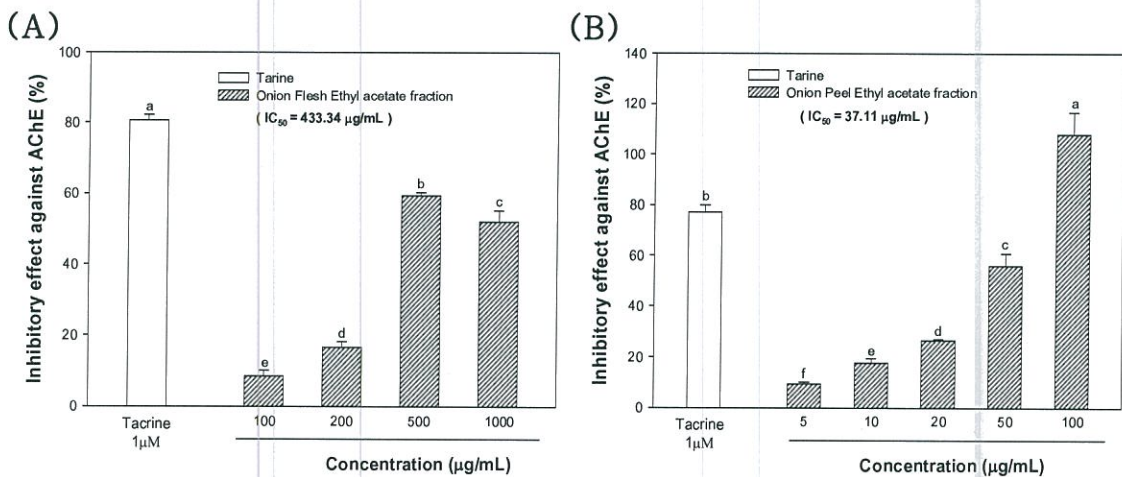 (A)
Inhibitory effect against AChE (%)
100
80
60
40
20
0
Tarine
Onion Flesh Ethyl acetate fraction
( IC50 = 433.34 μg/mL )
a
e
d
b
c
Tacrine
1μM
100 200 500 1000
Concentration (μg/mL)
(B)
Inhibitory effect against AChE (%)
140
120
100
80
60
40
20
0
Tarine
Onion Peel Ethyl acetate fraction
( IC50 = 37.11 μg/mL )
b
f
e
d
c
a
Tacrine
1μM
5 10 20 50 100
Concentration (μg/mL)